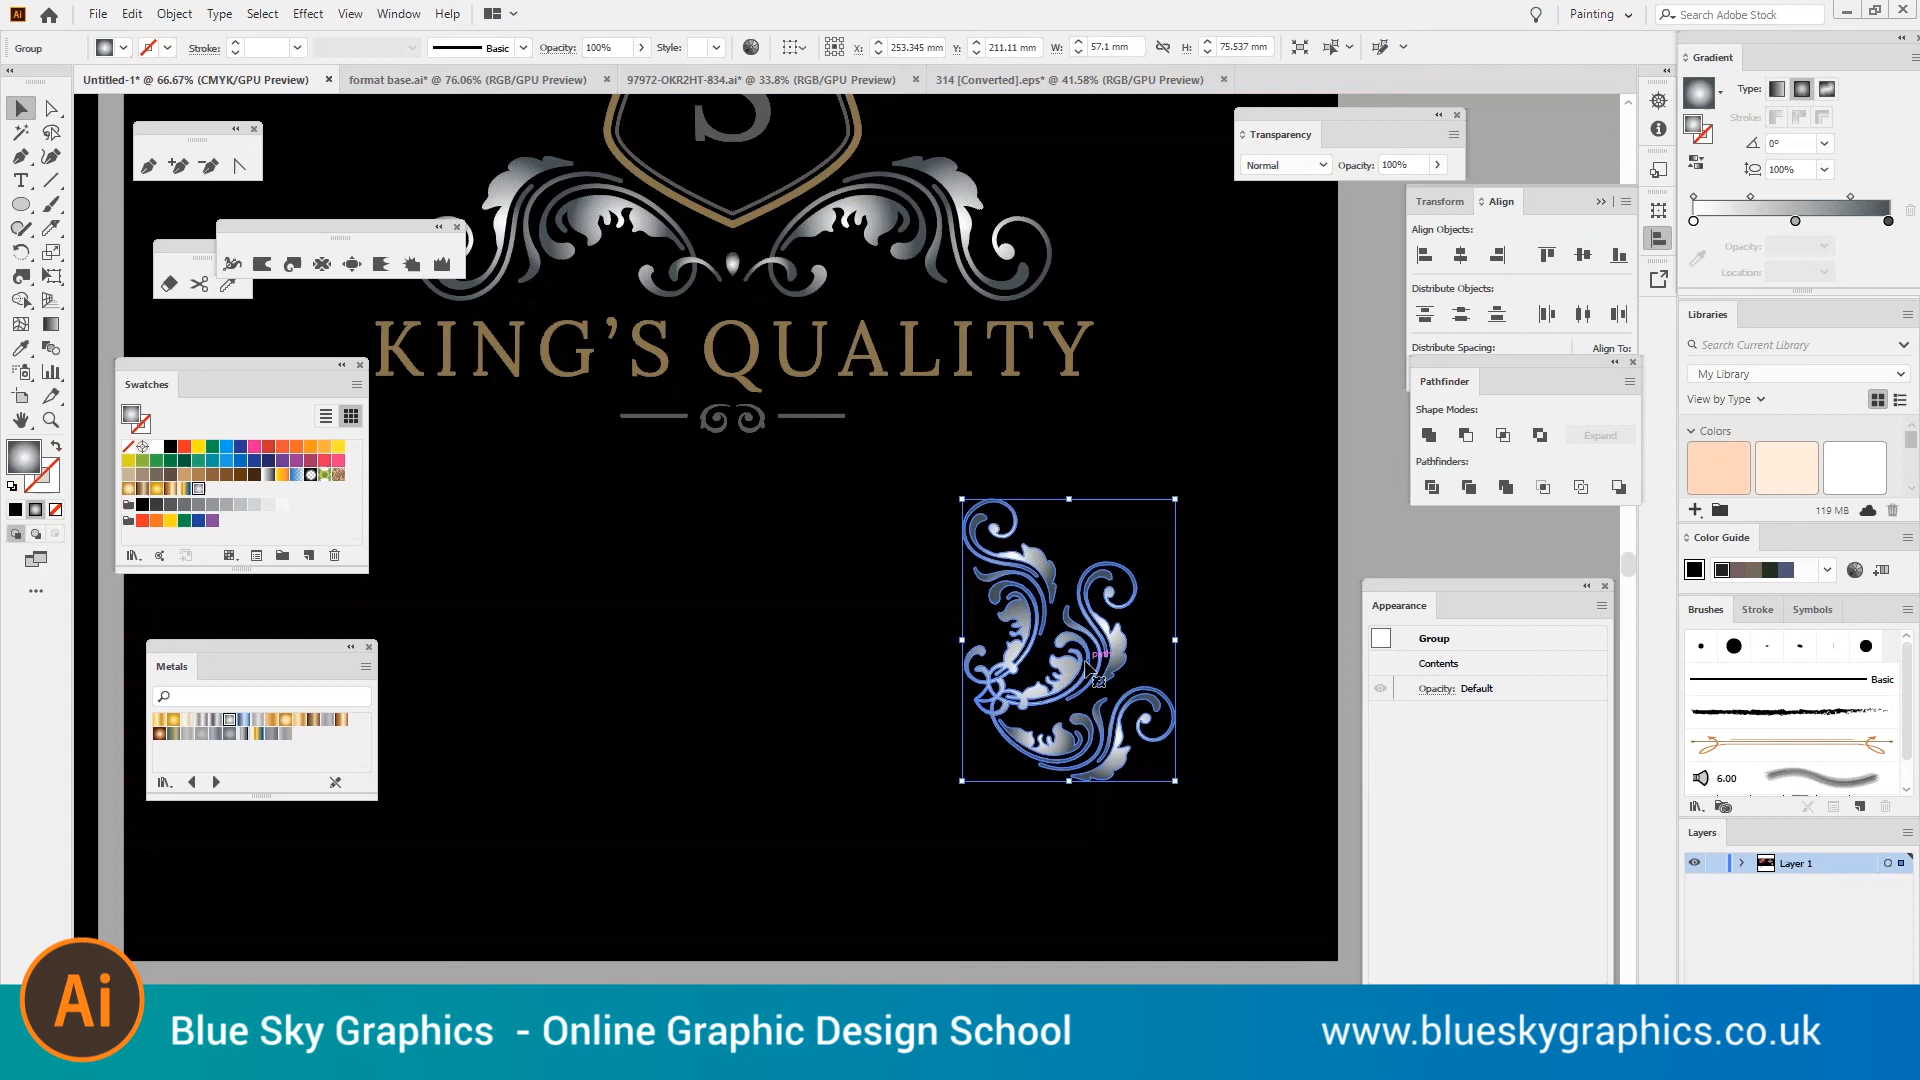 Ai File Edit Object Type Select Effect View Window Help Painting Search Adobe Stock
Group Stroke: Basic Opacity: 100% Style: X: 253.345 mm Y: 211.11 mm W: 57.1 mm H: 75.537 mm
Untitled-1* @ 66.67% (CMYK/GPU Preview) × format base.ai* @ 76.06% (RGB/GPU Preview) × 97972-OKR2HT-834.ai* @ 33.8% (RGB/GPU Preview) × 314 [Converted].eps* @ 41.58% (RGB/GPU Preview) ×
S
KING'S QUALITY
Swatches
Metals
path
Transparency
Normal Opacity: 100%
Transform Align
Align Objects:
Distribute Objects:
Distribute Spacing: Align To:
Pathfinder
Shape Modes:
Expand
Pathfinders:
Appearance
Group
Contents
Opacity: Default
Gradient
Type:
Stroke:
0°
100%
Opacity:
Location:
Libraries
Search Current Library
My Library
View by Type
Colors
119 MB
Color Guide
Brushes Stroke Symbols
Basic
6.00
Layers
Layer 1
Ai
Blue Sky Graphics - Online Graphic Design School
www.blueskygraphics.co.uk